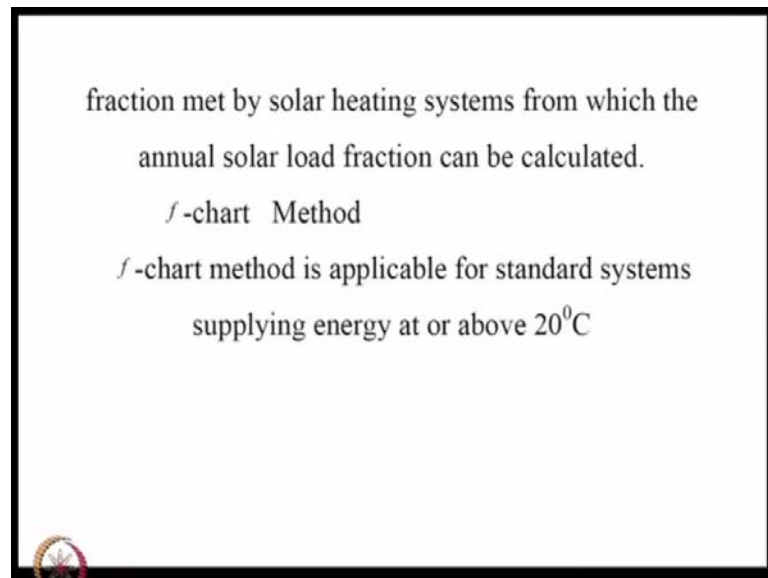 fraction met by solar heating systems from which the
annual solar load fraction can be calculated.
f -chart Method
f -chart method is applicable for standard systems
supplying energy at or above 20⁰C